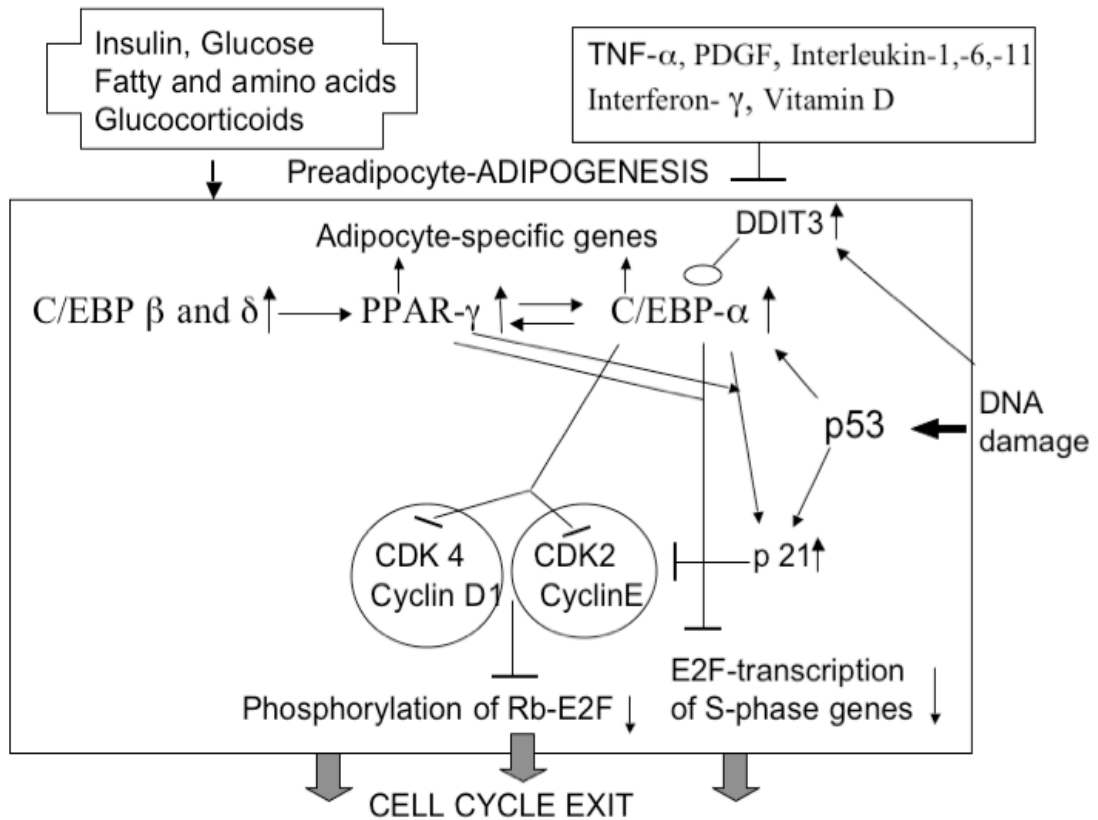 Insulin, Glucose
Fatty and amino acids
Glucocorticoids
TNF-α, PDGF, Interleukin-1,-6,-11
Interferon- γ, Vitamin D
Preadipocyte-ADIPOGENESIS
DDIT3
Adipocyte-specific genes
C/EBP β and δ
PPAR-γ
C/EBP-α
DNA
damage
p53
p 21
CDK 4
Cyclin D1
CDK2
CyclinE
E2F-transcription
of S-phase genes
Phosphorylation of Rb-E2F
CELL CYCLE EXIT